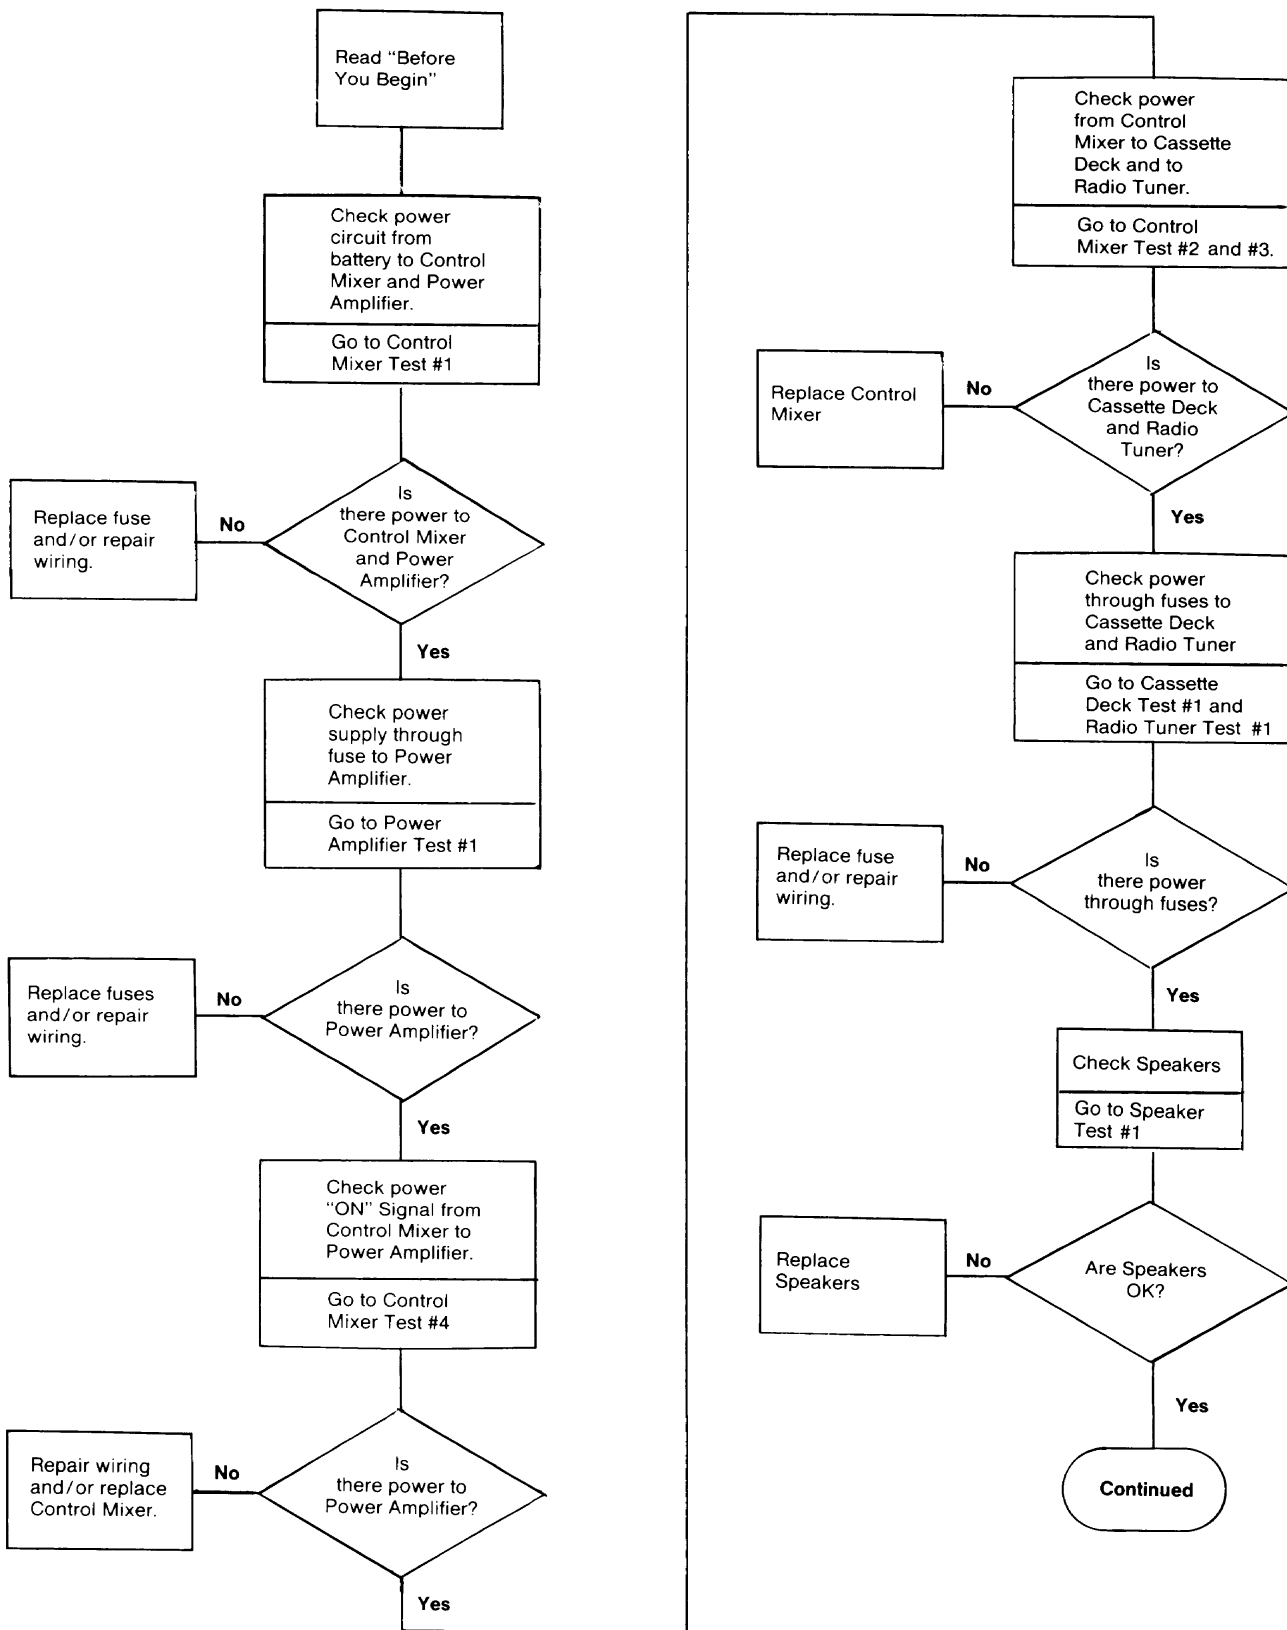 Read “Before
You Begin”
Check power
circuit from
battery to Control
Mixer and Power
Amplifier.
Go to Control
Mixer Test #1
Is
there power to
Control Mixer
and Power
Amplifier?
No
Replace fuse
and/or repair
wiring.
Yes
Check power
supply through
fuse to Power
Amplifier.
Go to Power
Amplifier Test #1
Is
there power to
Power Amplifier?
No
Replace fuses
and/or repair
wiring.
Yes
Check power
“ON” Signal from
Control Mixer to
Power Amplifier.
Go to Control
Mixer Test #4
Is
there power to
Power Amplifier?
No
Repair wiring
and/or replace
Control Mixer.
Yes
Check power
from Control
Mixer to Cassette
Deck and to
Radio Tuner.
Go to Control
Mixer Test #2 and #3.
Is
there power to
Cassette Deck
and Radio
Tuner?
No
Replace Control
Mixer
Yes
Check power
through fuses to
Cassette Deck
and Radio Tuner
Go to Cassette
Deck Test #1 and
Radio Tuner Test #1
Is
there power
through fuses?
No
Replace fuse
and/or repair
wiring.
Yes
Check Speakers
Go to Speaker
Test #1
Are Speakers
OK?
No
Replace
Speakers
Yes
Continued